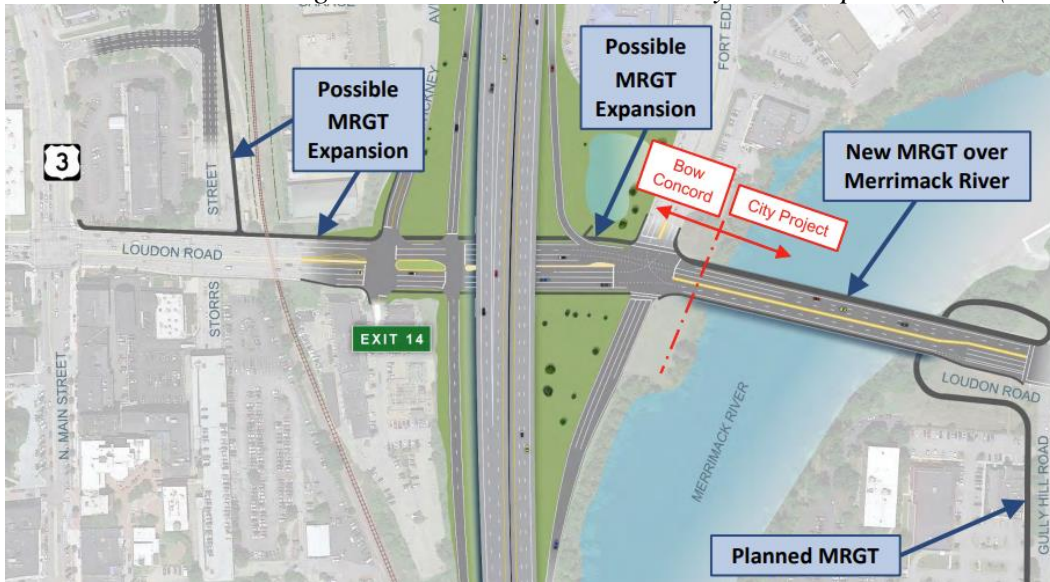 Possible
MRGT
Expansion
Possible
MRGT
Expansion
New MRGT over
Merrimack River
Bow
Concord
City Project
3
STREET
LOUDON ROAD
STORRS
N. MAIN STREET
EXIT 14
AVE
FORT EDD
MERRIMACK RIVER
LOUDON ROAD
GULLY HILL ROAD
Planned MRGT